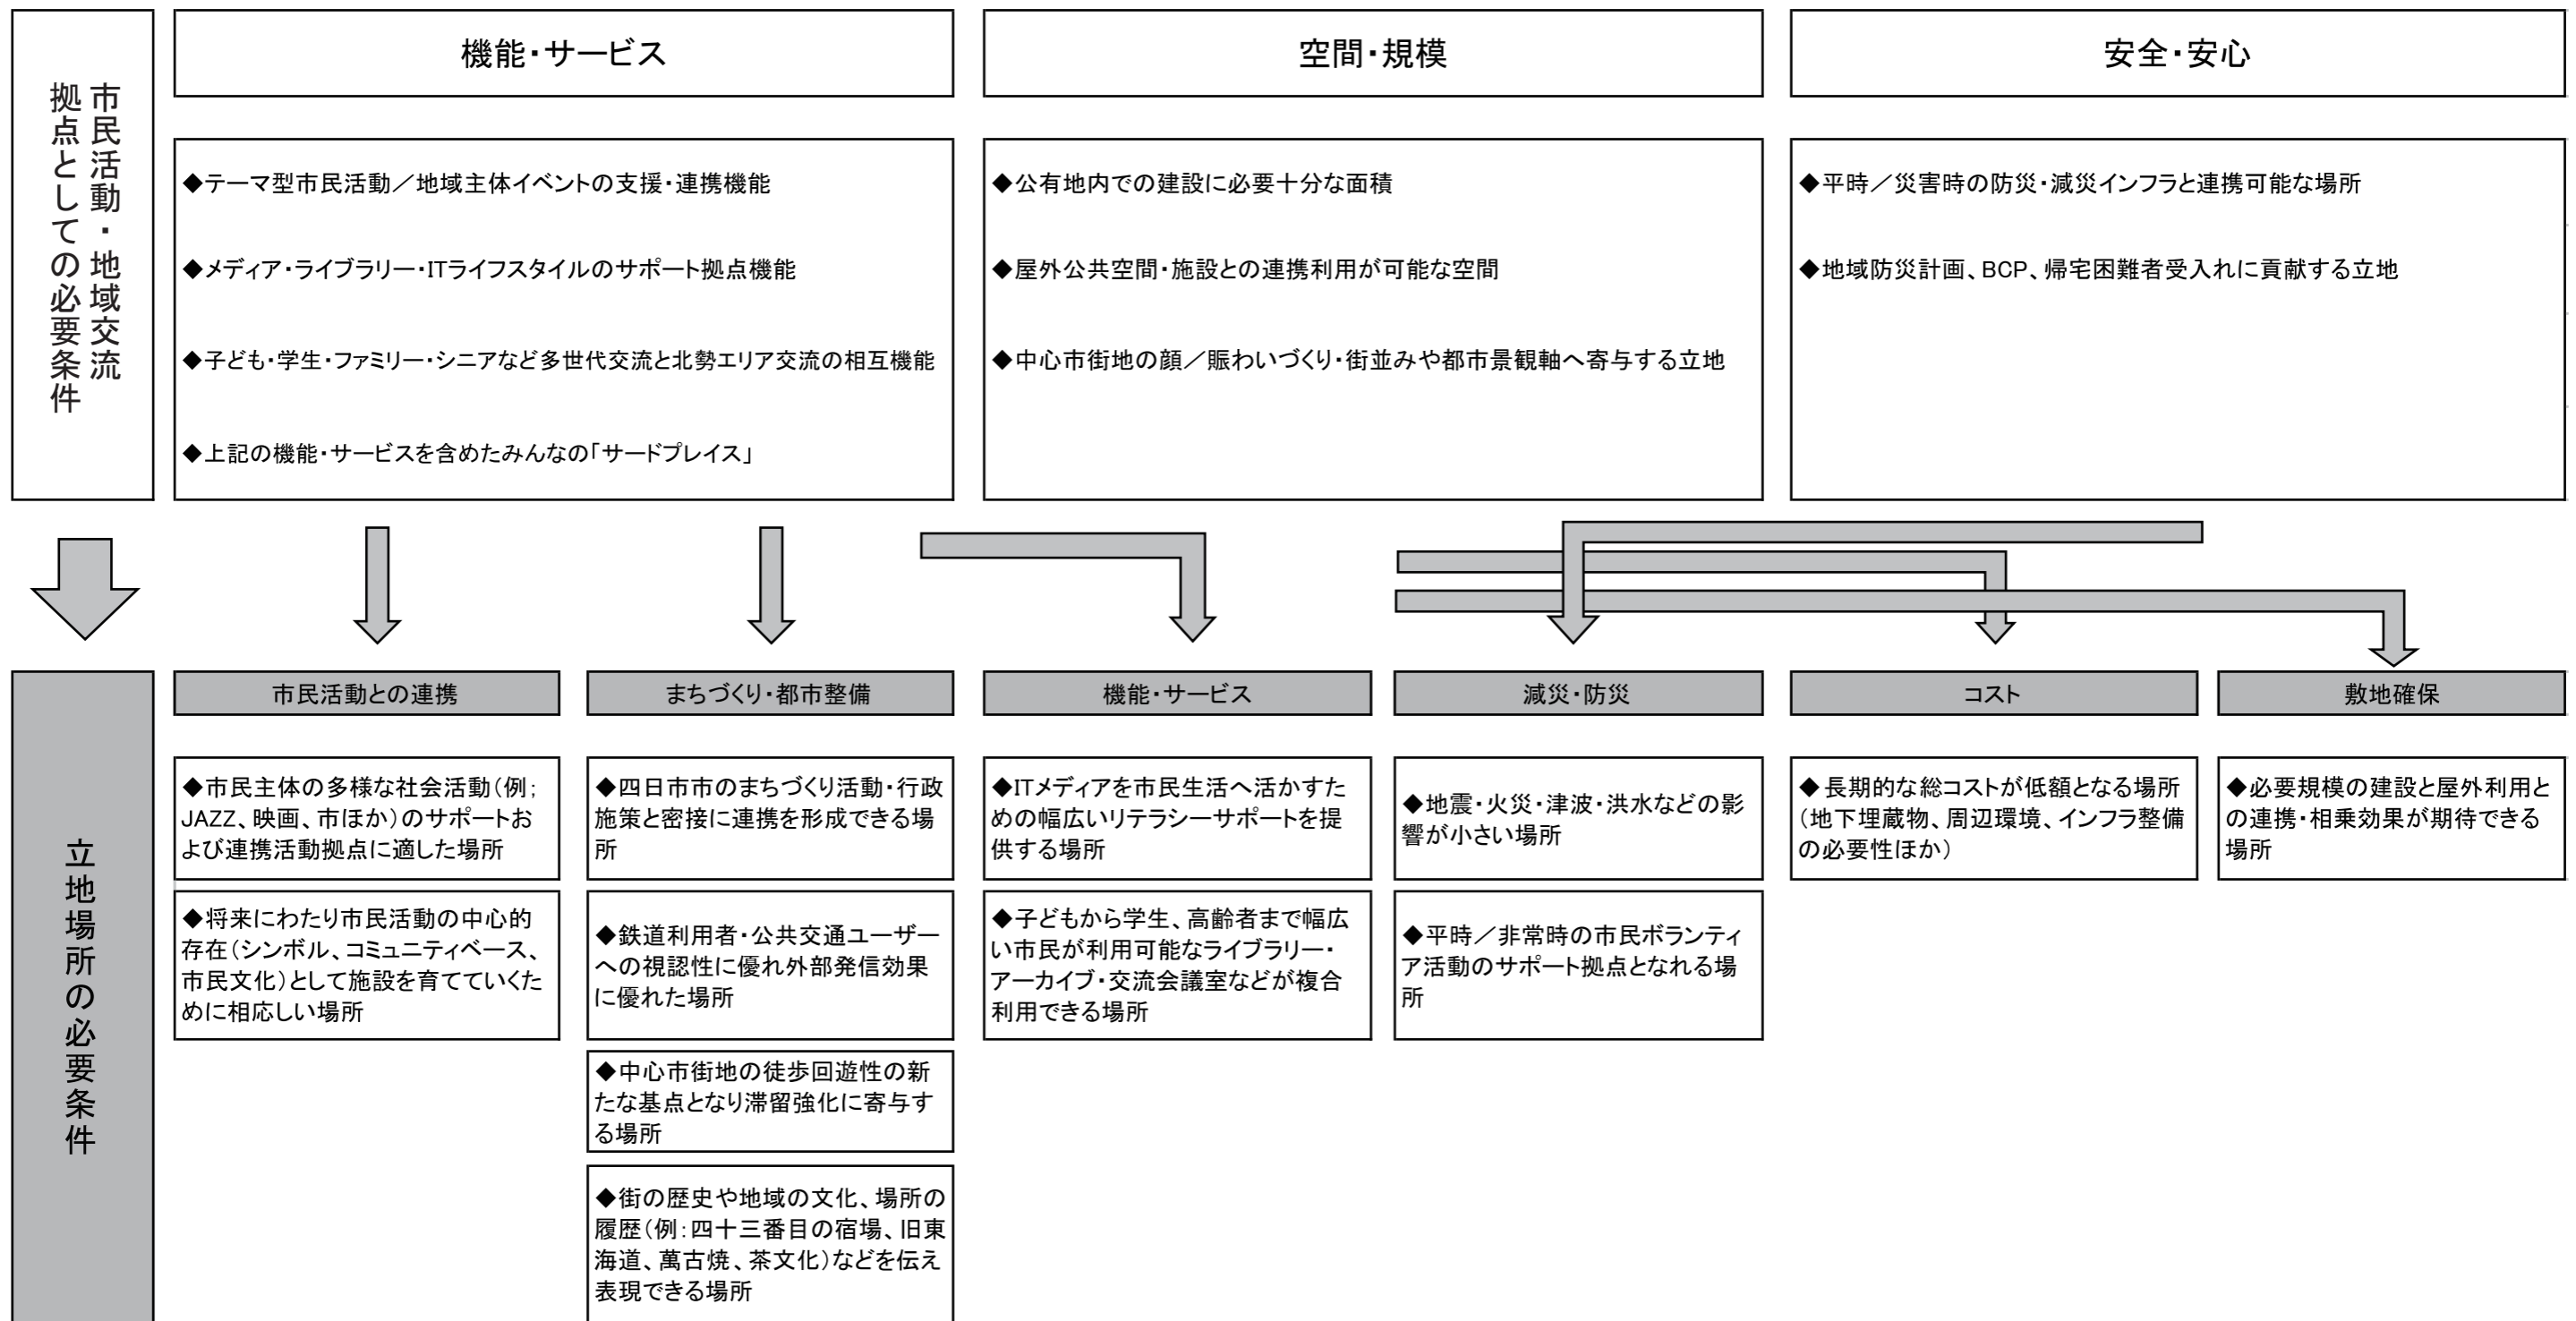 市民活動・地域交流
拠点としての必要条件
機能・サービス
空間・規模
安全・安心
◆テーマ型市民活動／地域主体イベントの支援・連携機能
◆メディア・ライブラリー・ITライフスタイルのサポート拠点機能
◆子ども・学生・ファミリー・シニアなど多世代交流と北勢エリア交流の相互機能
◆上記の機能・サービスを含めたみんなの「サードプレイス」
◆公有地内での建設に必要十分な面積
◆屋外公共空間・施設との連携利用が可能な空間
◆中心市街地の顔／賑わいづくり・街並みや都市景観軸へ寄与する立地
◆平時／災害時の防災・減災インフラと連携可能な場所
◆地域防災計画、BCP、帰宅困難者受入れに貢献する立地
立地場所の必要条件
市民活動との連携
◆市民主体の多様な社会活動（例；
JAZZ、映画、市ほか）のサポートお
よび連携活動拠点に適した場所
◆将来にわたり市民活動の中心的
存在（シンボル、コミュニティベース、
市民文化）として施設を育てていくた
めに相応しい場所
まちづくり・都市整備
◆四日市市のまちづくり活動・行政
施策と密接に連携を形成できる場
所
◆鉄道利用者・公共交通ユーザー
への視認性に優れ外部発信効果
に優れた場所
◆中心市街地の徒歩回遊性の新
たな基点となり滞留強化に寄与す
る場所
◆街の歴史や地域の文化、場所の
履歴（例：四十三番目の宿場、旧東
海道、萬古焼、茶文化）などを伝え
表現できる場所
機能・サービス
◆ITメディアを市民生活へ活かすた
めの幅広いリテラシーサポートを提
供する場所
◆子どもから学生、高齢者まで幅広
い市民が利用可能なライブラリー・
アーカイブ・交流会議室などが複合
利用できる場所
減災・防災
◆地震・火災・津波・洪水などの影
響が小さい場所
◆平時／非常時の市民ボランティ
ア活動のサポート拠点となれる場
所
コスト
◆長期的な総コストが低額となる場所
（地下埋蔵物、周辺環境、インフラ整備
の必要性ほか）
敷地確保
◆必要規模の建設と屋外利用と
の連携・相乗効果が期待できる
場所